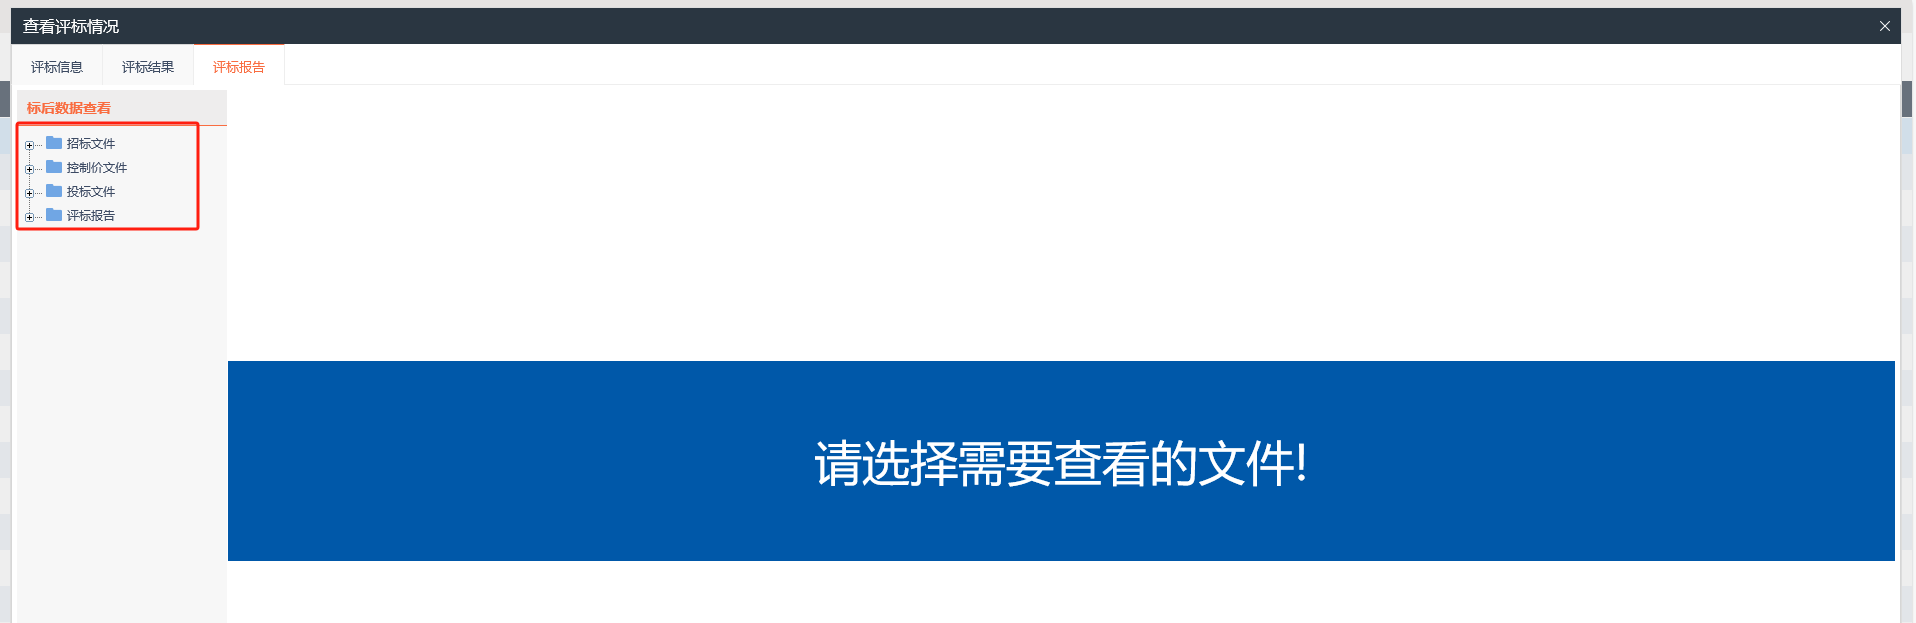 查看评标情况
评标信息 评标结果 评标报告
标后数据查看
招标文件
控制价文件
投标文件
评标报告
请选择需要查看的文件!